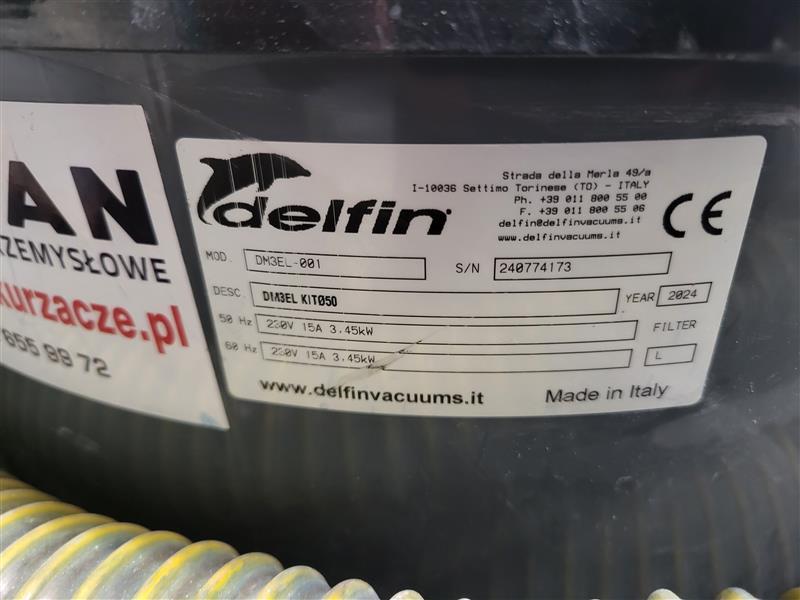 AN
ZEMYSŁOWE
kurzacze.pl
655 99 72
delfin
Strada della Merla 49/a
I-10036 Settimo Torinese (TO) - ITALY
Ph. +39 011 800 55 00
F. +39 011 800 55 06
delfin@delfinvacuums.it
www.delfinvacuums.it
CE
MOD. DM3EL-001 S/N 240774173
DESC. DM3EL KITØ50 YEAR 2024
50 Hz 230V 15A 3.45kW FILTER
60 Hz 230V 15A 3.45kW L
www.delfinvacuums.it Made in Italy